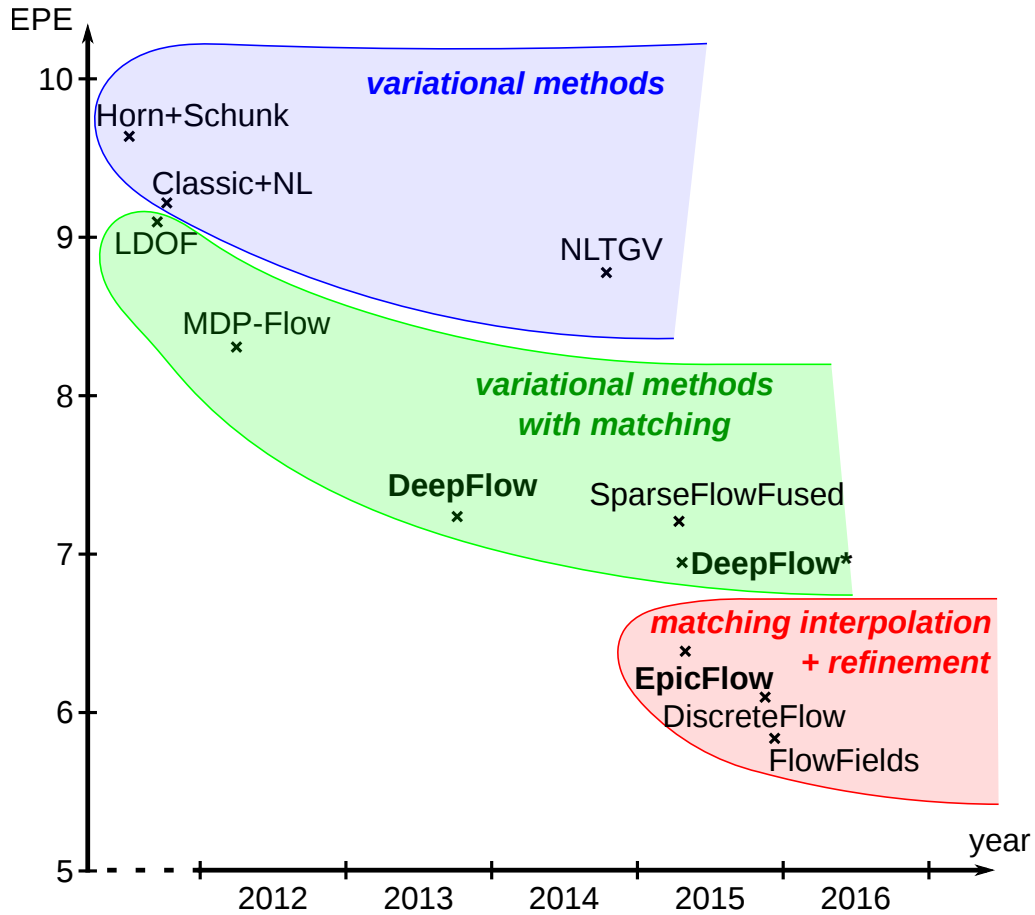 EPE
10
variational methods
Horn+Schunk
Classic+NL
9
LDOF
NLTGV
MDP-Flow
8
variational methods
with matching
DeepFlow
SparseFlowFused
7
DeepFlow*
matching interpolation
+ refinement
EpicFlow
6
DiscreteFlow
FlowFields
year
5
2012 2013 2014 2015 2016